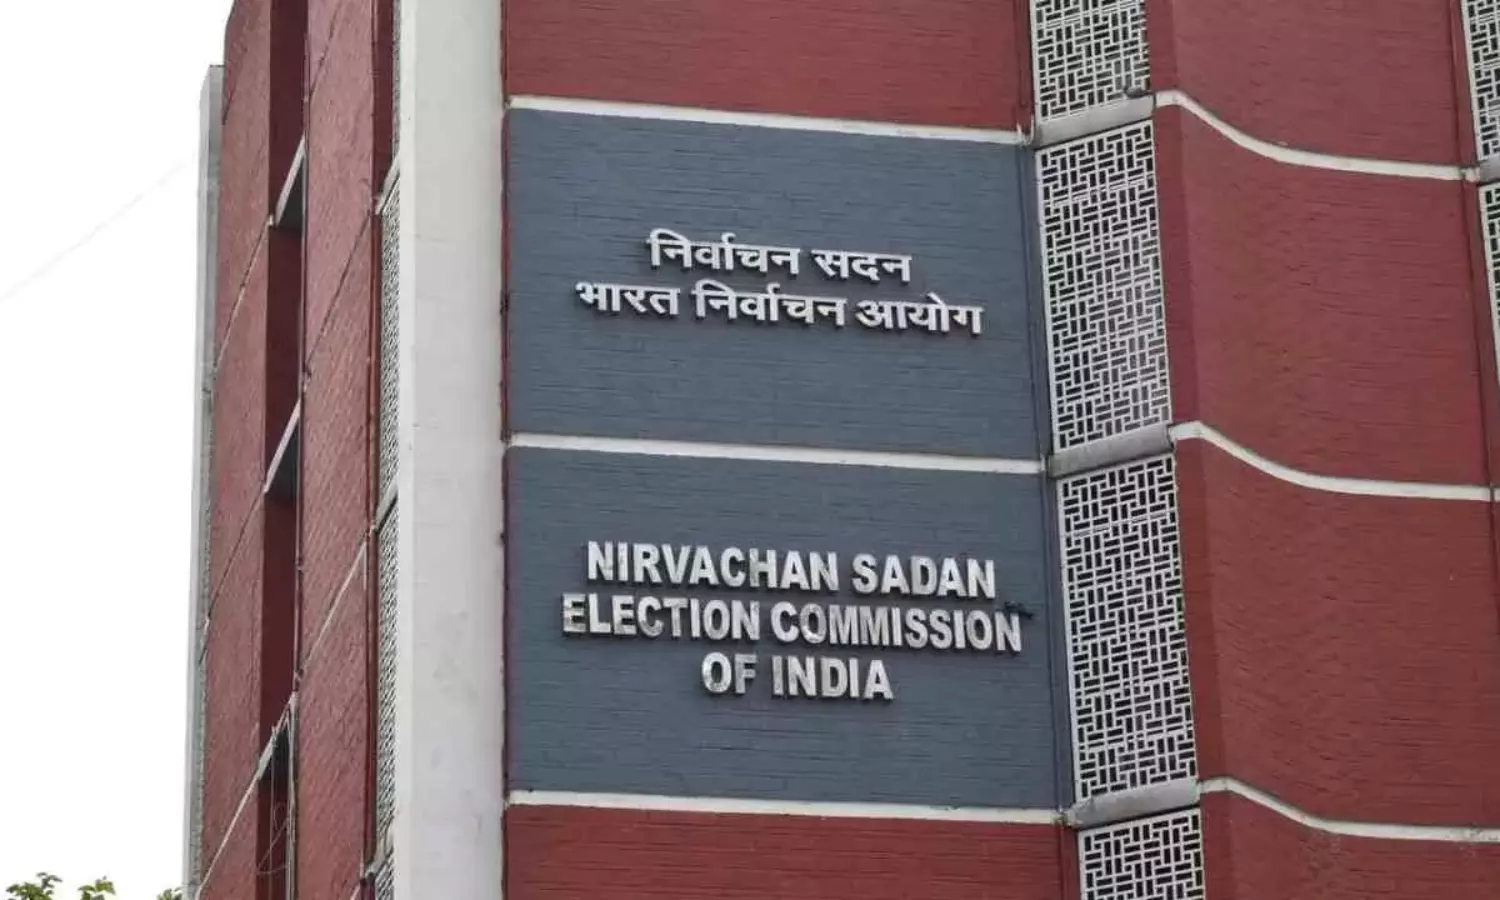 निर्वाचन सदन
भारत निर्वाचन आयोग
NIRVACHAN SADAN
ELECTION COMMISSION
OF INDIA